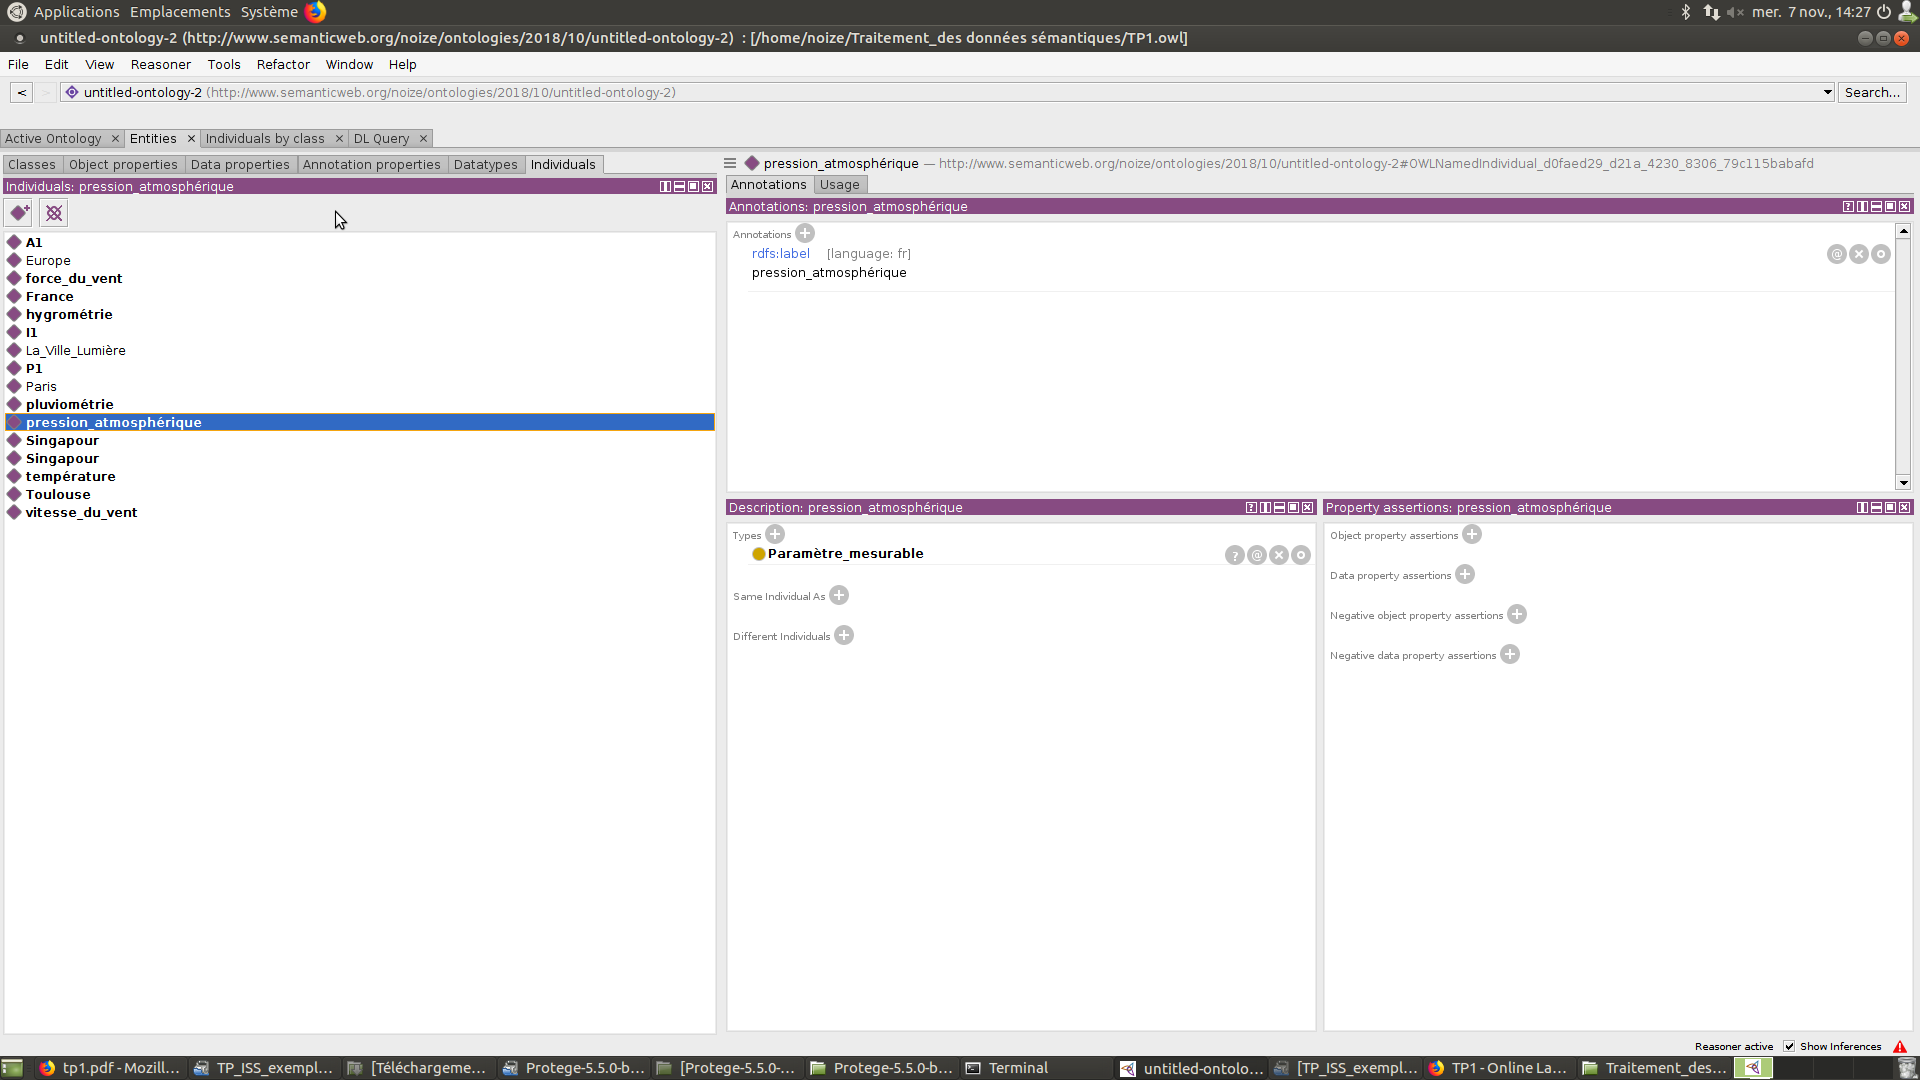 Applications Emplacements Système mer. 7 nov., 14:27
untitled-ontology-2 (http://www.semanticweb.org/noize/ontologies/2018/10/untitled-ontology-2) : [/home/noize/Traitement_des données sémantiques/TP1.owl]
File Edit View Reasoner Tools Refactor Window Help
< > untitled-ontology-2 (http://www.semanticweb.org/noize/ontologies/2018/10/untitled-ontology-2) Search...
Active Ontology Entities Individuals by class DL Query
Classes Object properties Data properties Annotation properties Datatypes Individuals
pression_atmosphérique — http://www.semanticweb.org/noize/ontologies/2018/10/untitled-ontology-2#OWLNamedIndividual_d0faed29_d21a_4230_8306_79c115babafd
Individuals: pression_atmosphérique
A1
Europe
force_du_vent
France
hygrométrie
I1
La_Ville_Lumière
P1
Paris
pluviométrie
pression_atmosphérique
Singapour
Singapour
température
Toulouse
vitesse_du_vent
Annotations Usage
Annotations: pression_atmosphérique
Annotations
rdfs:label [language: fr]
pression_atmosphérique
Description: pression_atmosphérique
Types
Paramètre_mesurable
Same Individual As
Different Individuals
Property assertions: pression_atmosphérique
Object property assertions
Data property assertions
Negative object property assertions
Negative data property assertions
Reasoner active Show Inferences
tp1.pdf - Mozill... TP_ISS_exempl... [Téléchargeme... Protege-5.5.0-b... [Protege-5.5.0-... Protege-5.5.0-b... Terminal untitled-ontolo... [TP_ISS_exempl... TP1 - Online La... Traitement_des...